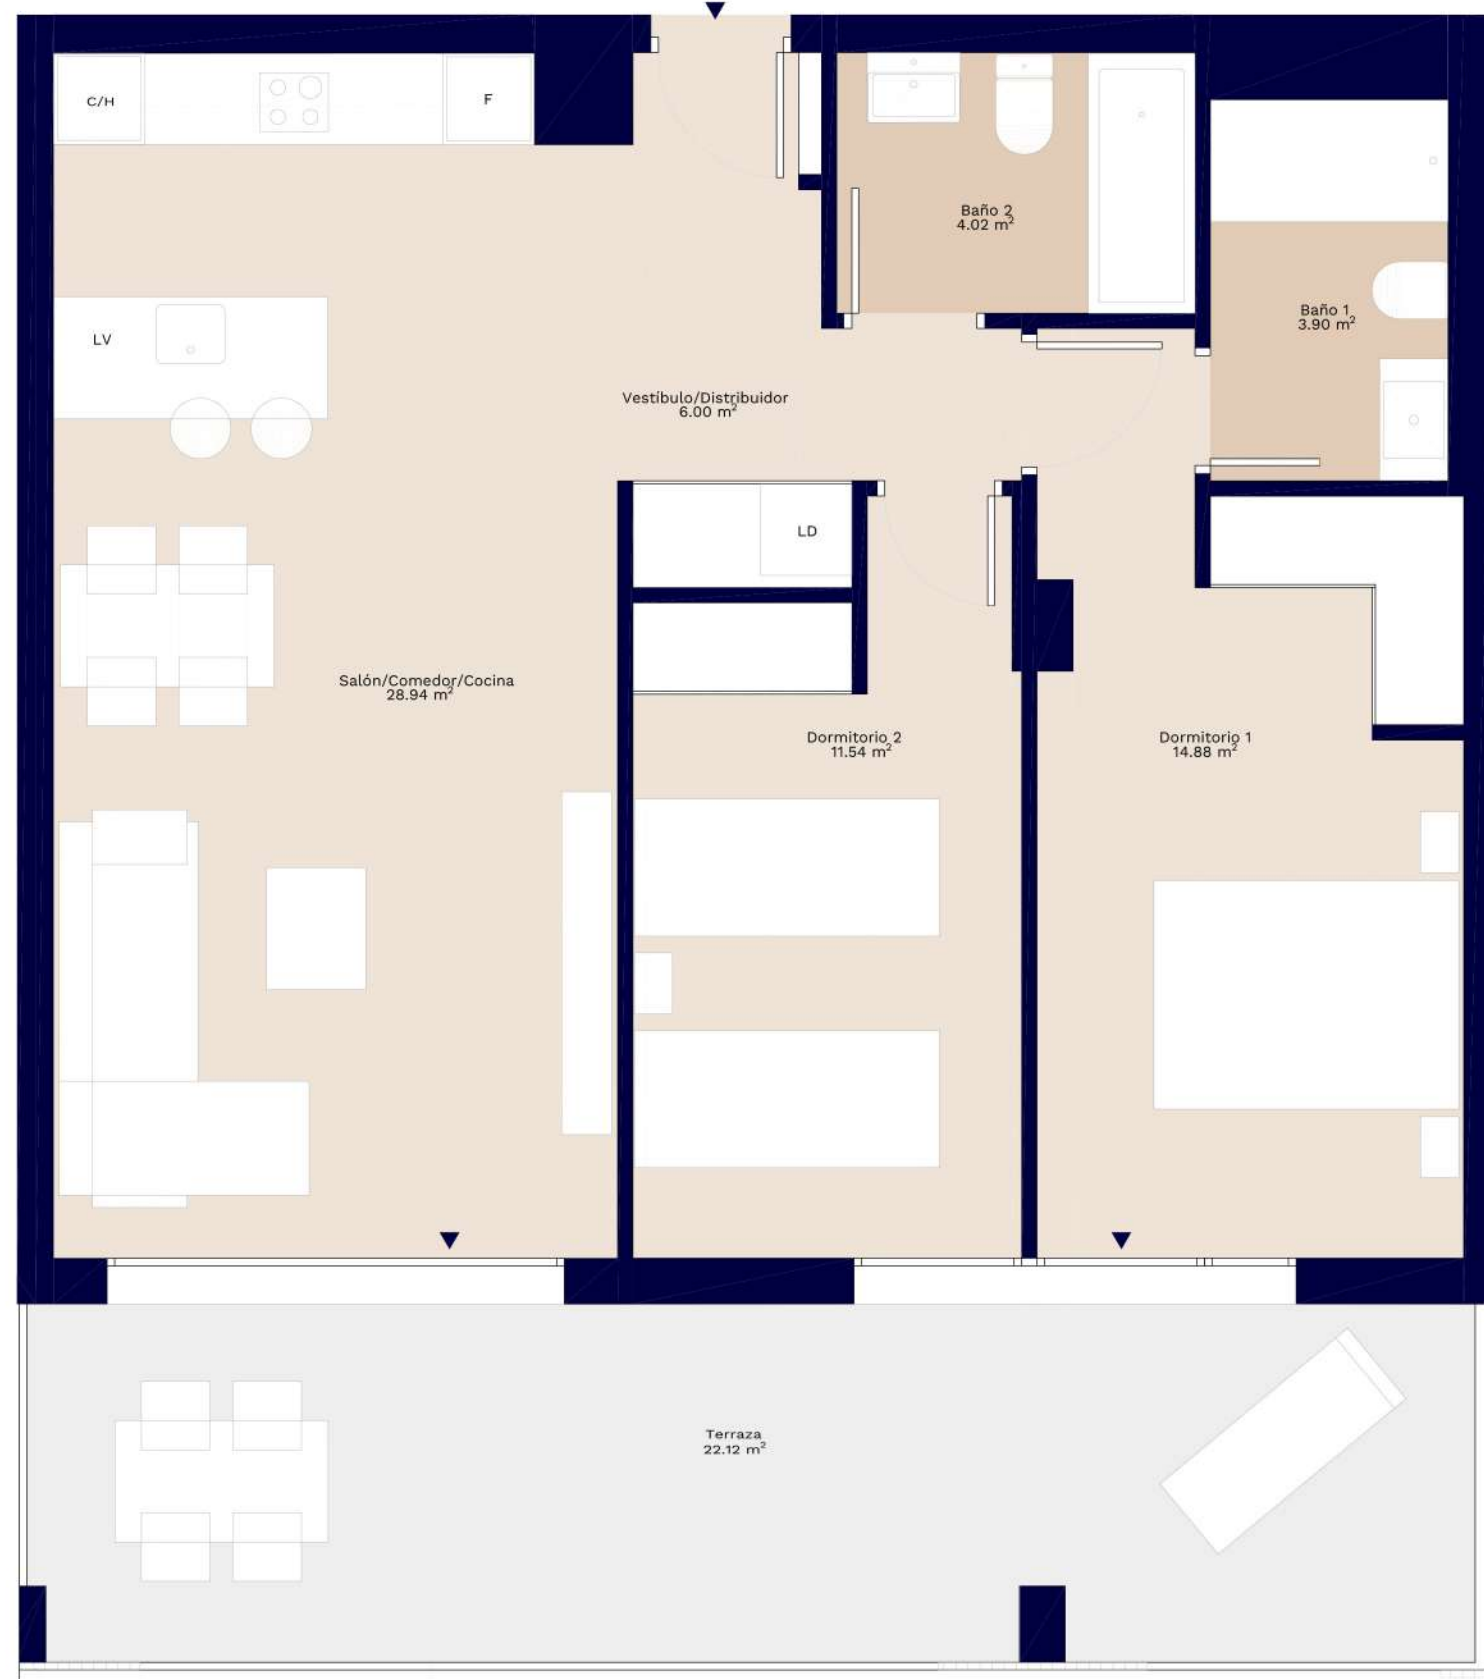 C/H
F
Baño 2
4.02 m²
Baño 1
3.90 m²
LV
Vestíbulo/Distribuidor
6.00 m²
LD
Salón/Comedor/Cocina
28.94 m²
Dormitorio 2
11.54 m²
Dormitorio 1
14.88 m²
Terraza
22.12 m²